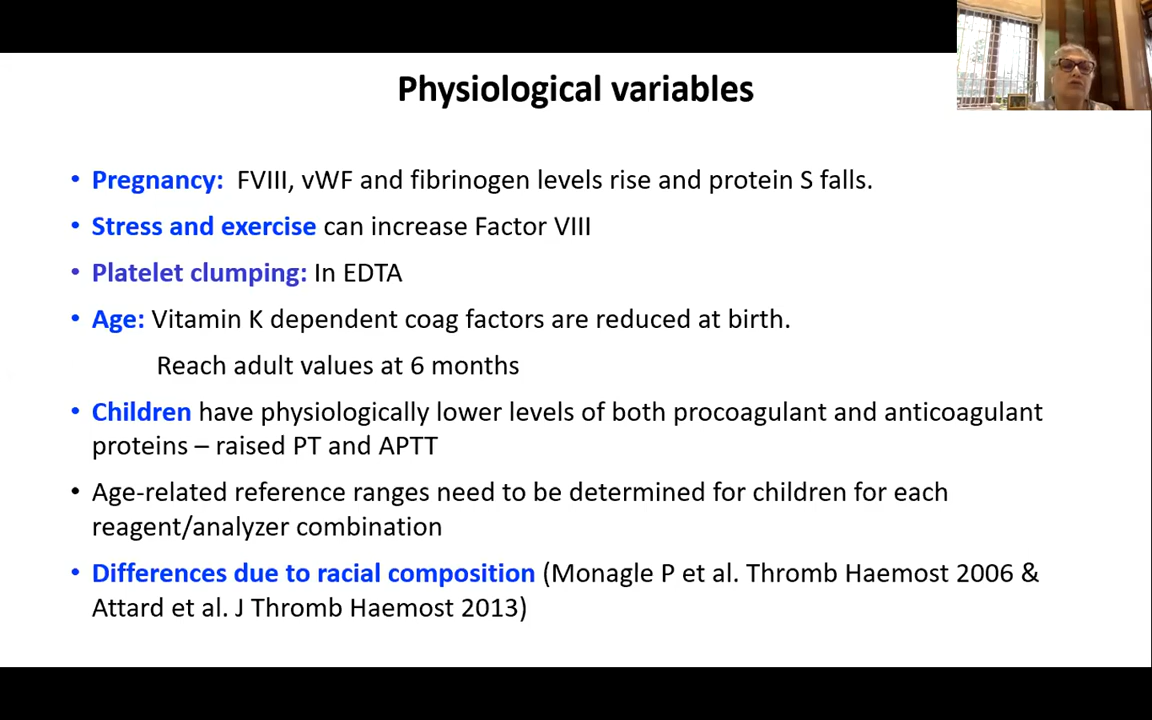 Physiological variables
• Pregnancy: FVIII, vWF and fibrinogen levels rise and protein S falls.
• Stress and exercise can increase Factor VIII
• Platelet clumping: In EDTA
• Age: Vitamin K dependent coag factors are reduced at birth.
Reach adult values at 6 months
• Children have physiologically lower levels of both procoagulant and anticoagulant
proteins – raised PT and APTT
• Age-related reference ranges need to be determined for children for each
reagent/analyzer combination
• Differences due to racial composition (Monagle P et al. Thromb Haemost 2006 &
Attard et al. J Thromb Haemost 2013)